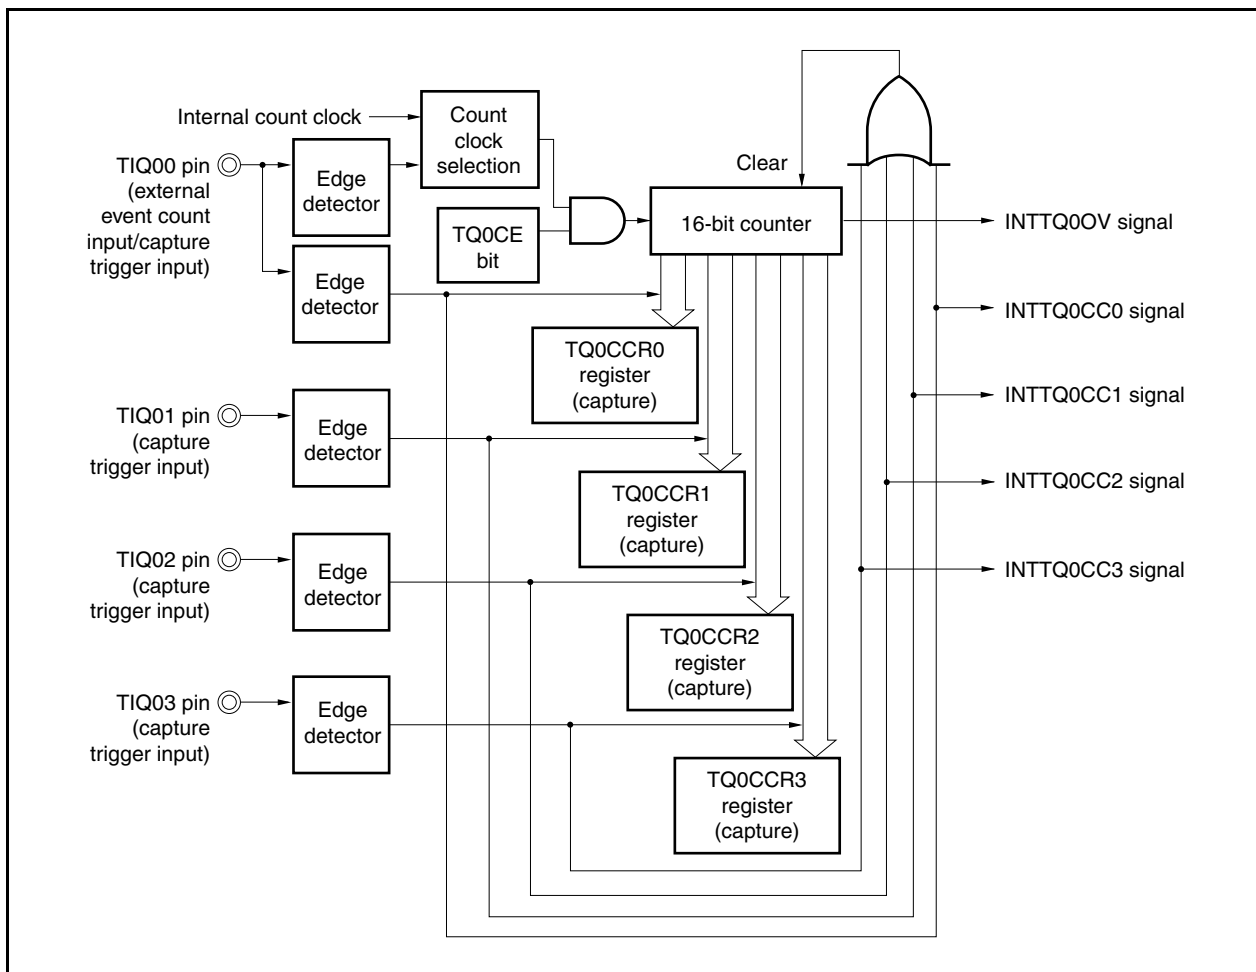 Internal count clock
Count
clock
selection
TIQ00 pin
(external
event count
input/capture
trigger input)
Edge
detector
Clear
TQ0CE
bit
16-bit counter
INTTQ0OV signal
Edge
detector
INTTQ0CC0 signal
TQ0CCR0
register
(capture)
TIQ01 pin
(capture
trigger input)
Edge
detector
INTTQ0CC1 signal
TQ0CCR1
register
(capture)
INTTQ0CC2 signal
TIQ02 pin
(capture
trigger input)
Edge
detector
INTTQ0CC3 signal
TQ0CCR2
register
(capture)
TIQ03 pin
(capture
trigger input)
Edge
detector
TQ0CCR3
register
(capture)